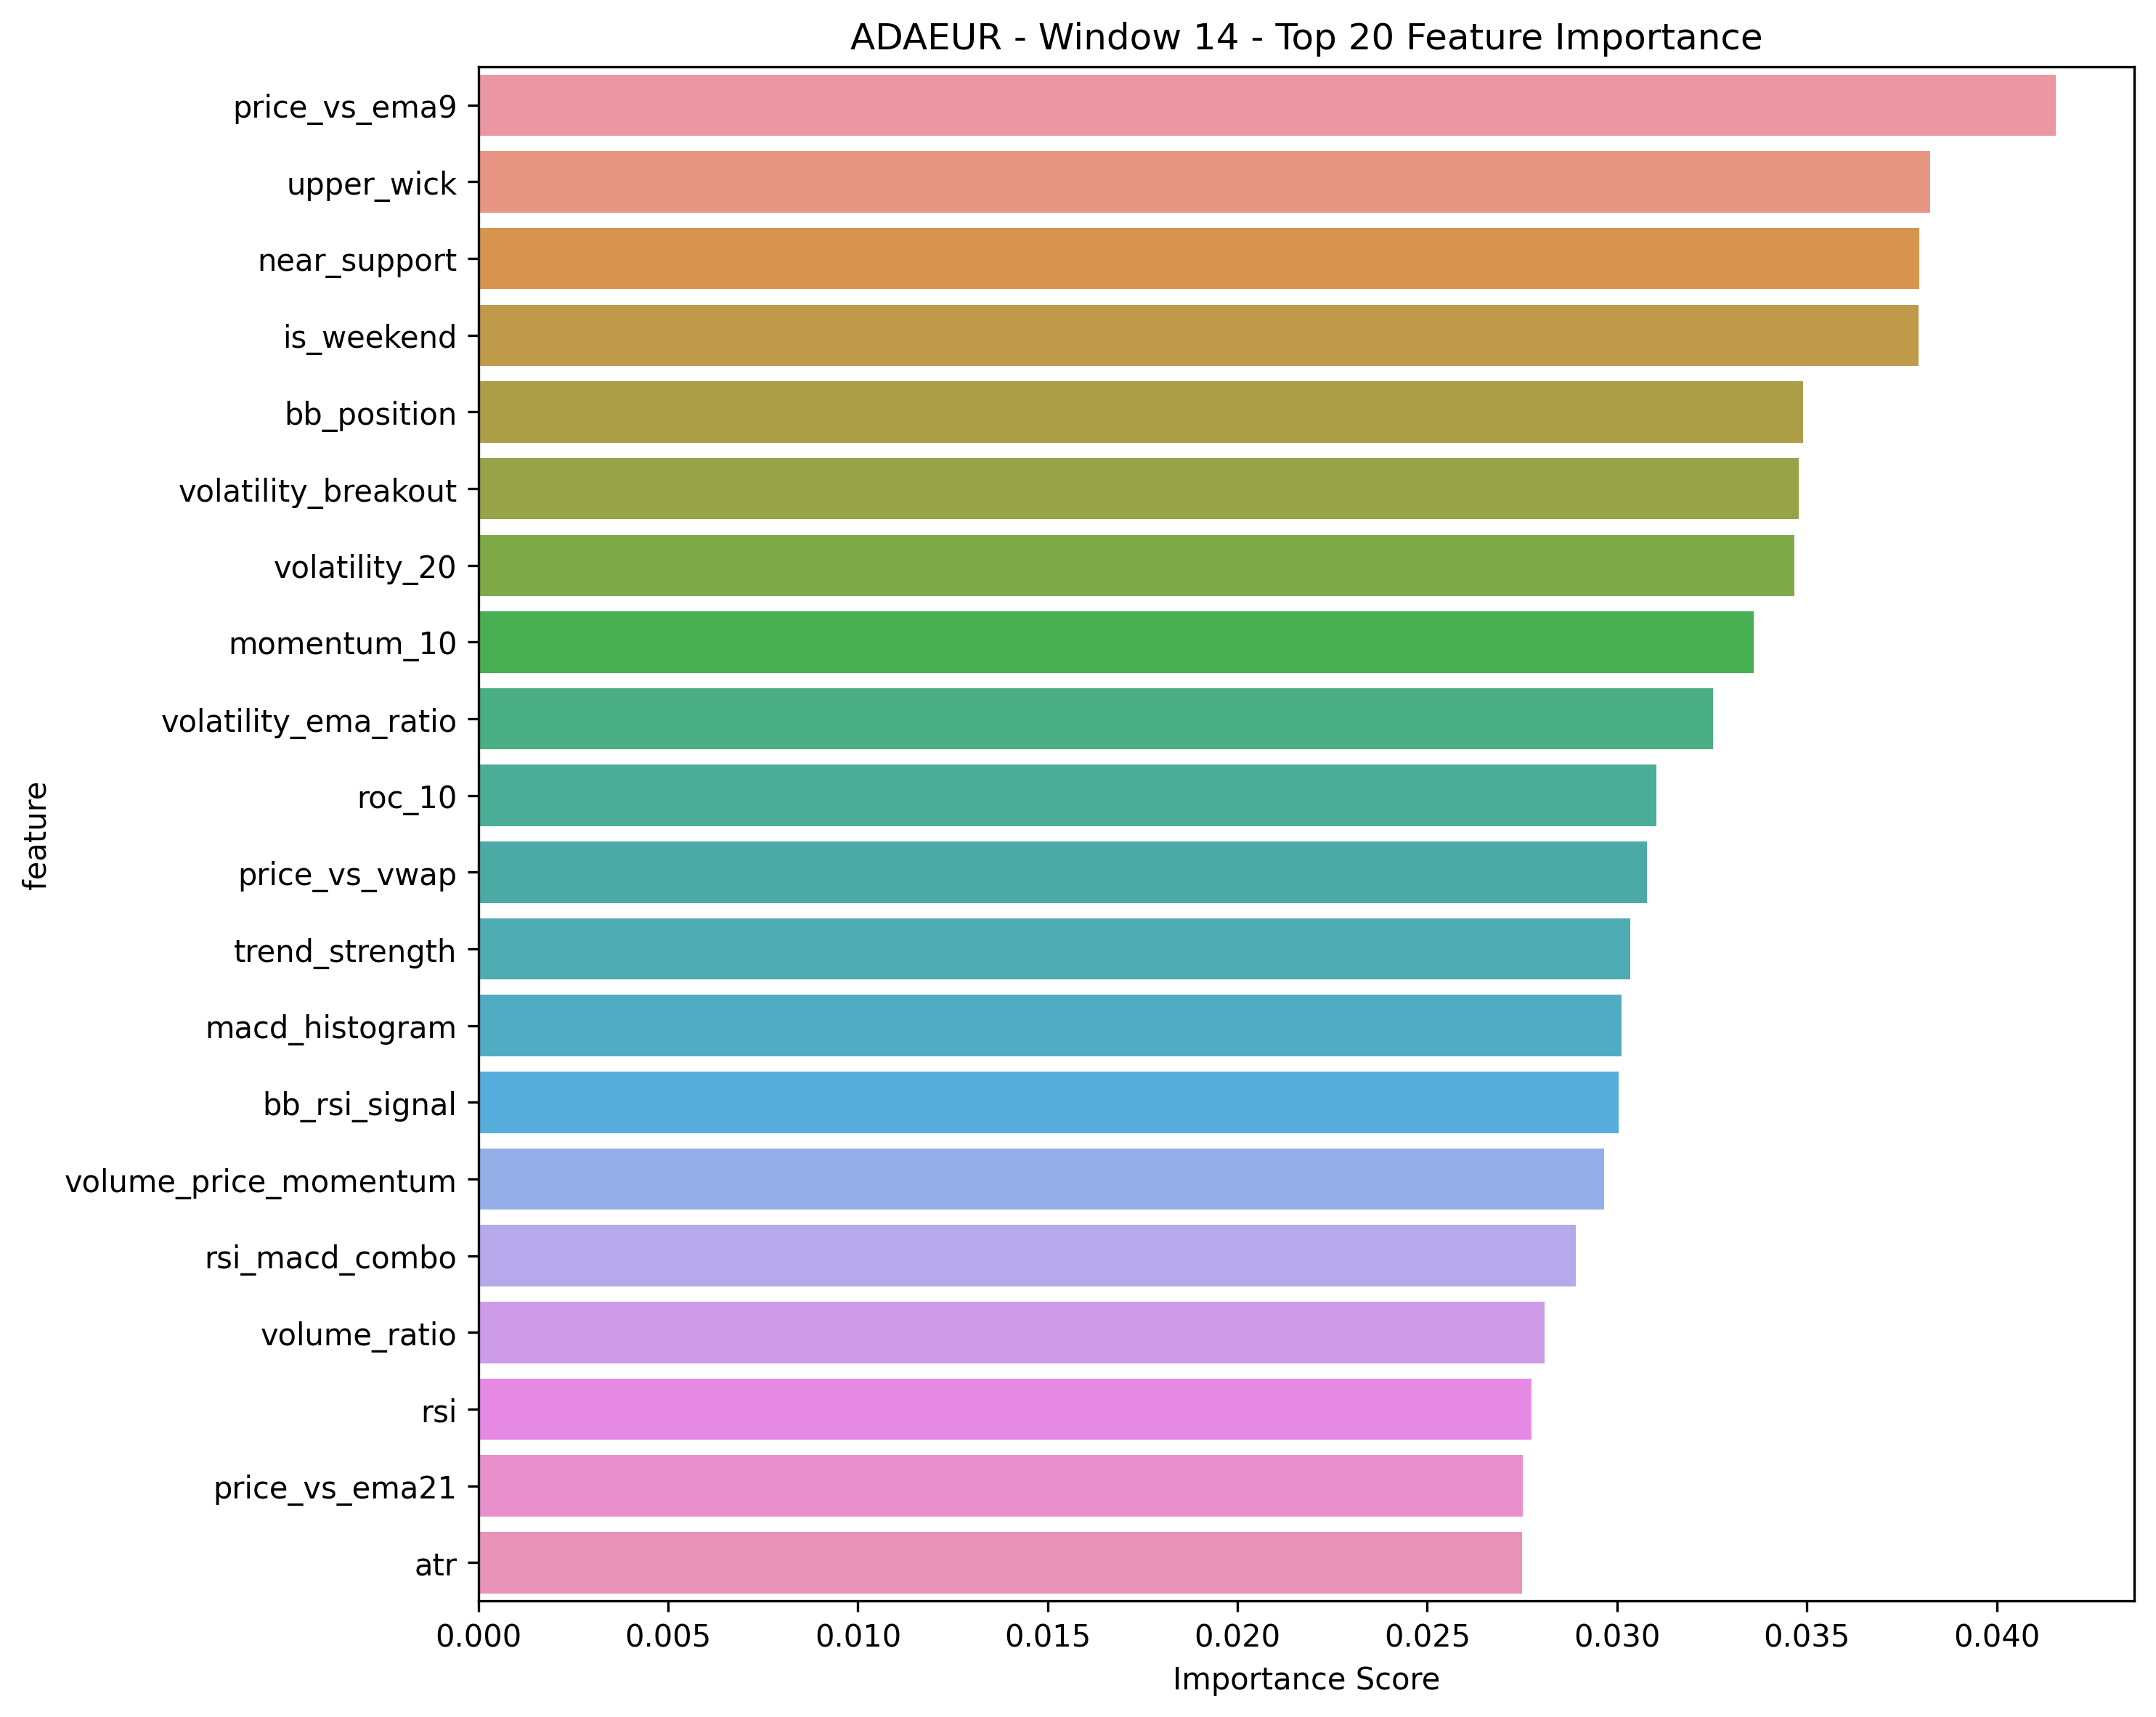 ADAEUR - Window 14 - Top 20 Feature Importance
feature
price_vs_ema9
upper_wick
near_support
is_weekend
bb_position
volatility_breakout
volatility_20
momentum_10
volatility_ema_ratio
roc_10
price_vs_vwap
trend_strength
macd_histogram
bb_rsi_signal
volume_price_momentum
rsi_macd_combo
volume_ratio
rsi
price_vs_ema21
atr
0.000 0.005 0.010 0.015 0.020 0.025 0.030 0.035 0.040
Importance Score